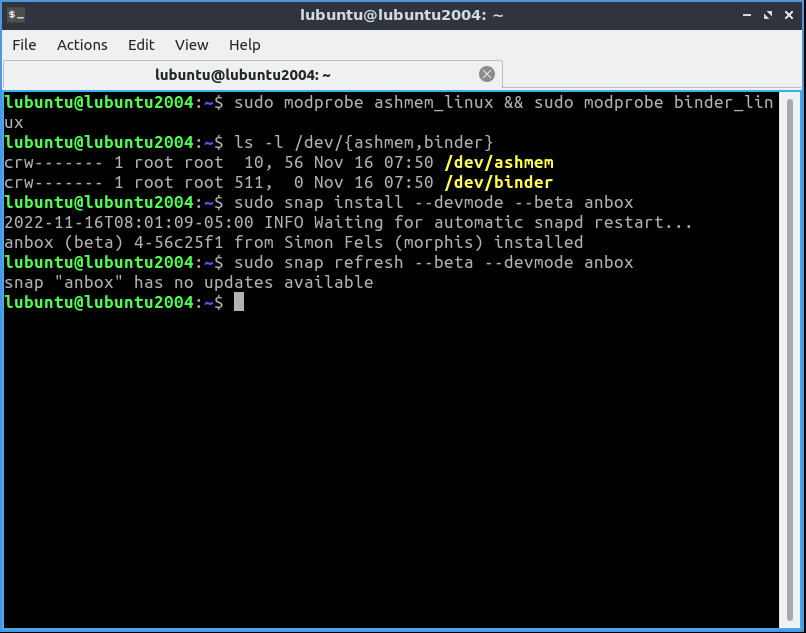 lubuntu@lubuntu2004: ~
File Actions Edit View Help
lubuntu@lubuntu2004: ~
lubuntu@lubuntu2004:~$ sudo modprobe ashmem_linux && sudo modprobe binder_lin
ux
lubuntu@lubuntu2004:~$ ls -l /dev/{ashmem,binder}
crw------- 1 root root  10, 56 Nov 16 07:50 /dev/ashmem
crw------- 1 root root 511,  0 Nov 16 07:50 /dev/binder
lubuntu@lubuntu2004:~$ sudo snap install --devmode --beta anbox
2022-11-16T08:01:09-05:00 INFO Waiting for automatic snapd restart...
anbox (beta) 4-56c25f1 from Simon Fels (morphis) installed
lubuntu@lubuntu2004:~$ sudo snap refresh --beta --devmode anbox
snap "anbox" has no updates available
lubuntu@lubuntu2004:~$